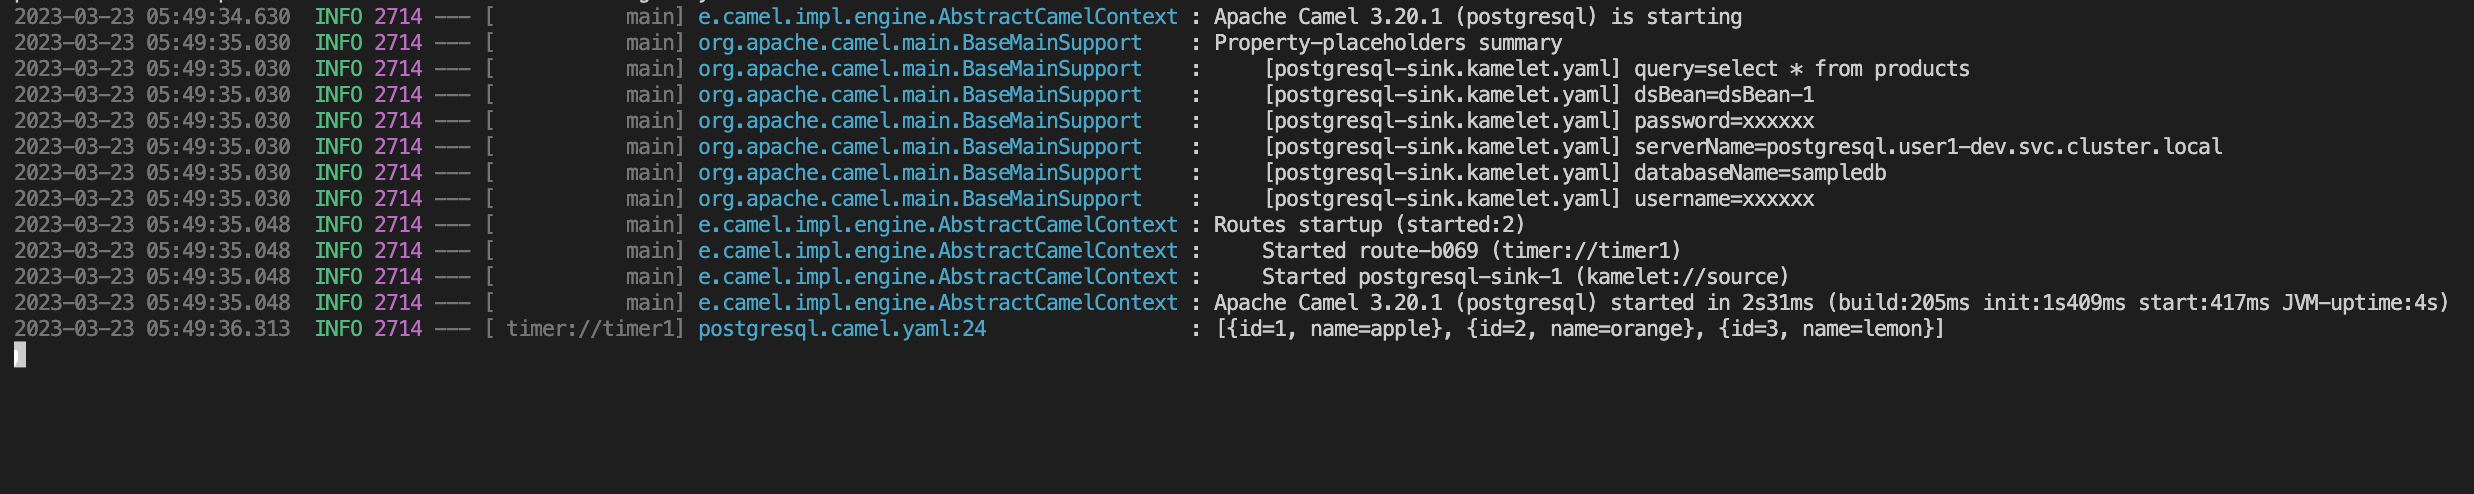 2023-03-23 05:49:34.630  INFO 2714 --- [           main] e.camel.impl.engine.AbstractCamelContext : Apache Camel 3.20.1 (postgresql) is starting
2023-03-23 05:49:35.030  INFO 2714 --- [           main] org.apache.camel.main.BaseMainSupport    : Property-placeholders summary
2023-03-23 05:49:35.030  INFO 2714 --- [           main] org.apache.camel.main.BaseMainSupport    :     [postgresql-sink.kamelet.yaml] query=select * from products
2023-03-23 05:49:35.030  INFO 2714 --- [           main] org.apache.camel.main.BaseMainSupport    :     [postgresql-sink.kamelet.yaml] dsBean=dsBean-1
2023-03-23 05:49:35.030  INFO 2714 --- [           main] org.apache.camel.main.BaseMainSupport    :     [postgresql-sink.kamelet.yaml] password=xxxxxx
2023-03-23 05:49:35.030  INFO 2714 --- [           main] org.apache.camel.main.BaseMainSupport    :     [postgresql-sink.kamelet.yaml] serverName=postgresql.user1-dev.svc.cluster.local
2023-03-23 05:49:35.030  INFO 2714 --- [           main] org.apache.camel.main.BaseMainSupport    :     [postgresql-sink.kamelet.yaml] databaseName=sampledb
2023-03-23 05:49:35.030  INFO 2714 --- [           main] org.apache.camel.main.BaseMainSupport    :     [postgresql-sink.kamelet.yaml] username=xxxxxx
2023-03-23 05:49:35.048  INFO 2714 --- [           main] e.camel.impl.engine.AbstractCamelContext : Routes startup (started:2)
2023-03-23 05:49:35.048  INFO 2714 --- [           main] e.camel.impl.engine.AbstractCamelContext :     Started route-b069 (timer://timer1)
2023-03-23 05:49:35.048  INFO 2714 --- [           main] e.camel.impl.engine.AbstractCamelContext :     Started postgresql-sink-1 (kamelet://source)
2023-03-23 05:49:35.048  INFO 2714 --- [           main] e.camel.impl.engine.AbstractCamelContext : Apache Camel 3.20.1 (postgresql) started in 2s31ms (build:205ms init:1s409ms start:417ms JVM-uptime:4s)
2023-03-23 05:49:36.313  INFO 2714 --- [ timer://timer1] postgresql.camel.yaml:24                 : [{id=1, name=apple}, {id=2, name=orange}, {id=3, name=lemon}]